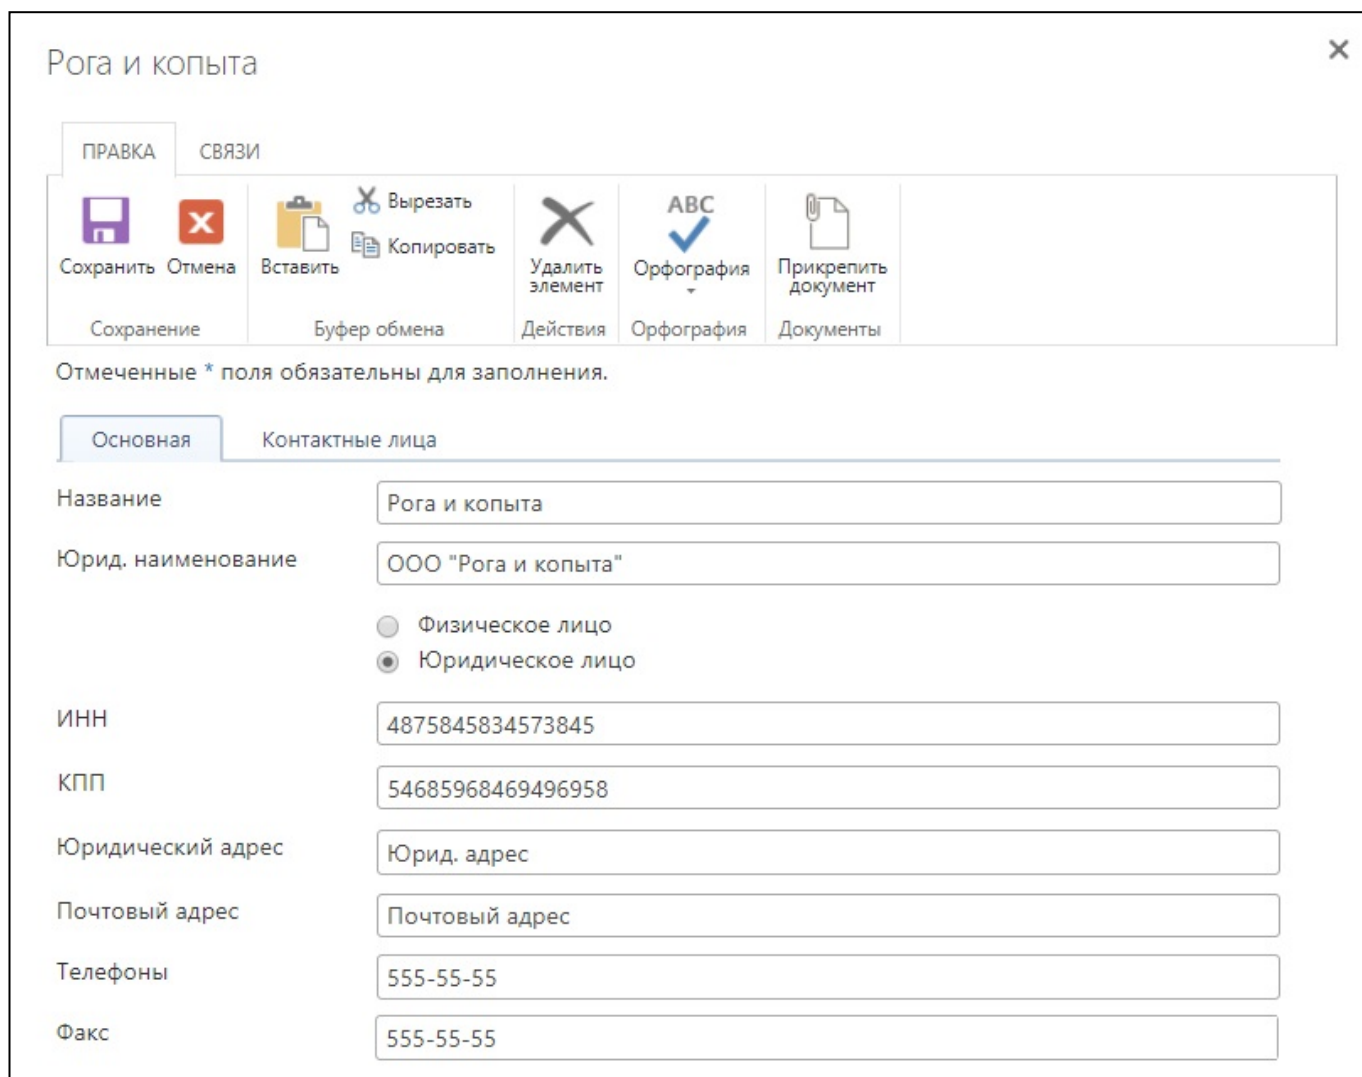 Рога и копыта
ПРАВКА СВЯЗИ
Вырезать
ABC
Копировать
Сохранить Отмена Вставить Удалить элемент Орфография Прикрепить документ
Сохранение Буфер обмена Действия Орфография Документы
Отмеченные * поля обязательны для заполнения.
Основная Контактные лица
Название Рога и копыта
Юрид. наименование ООО "Рога и копыта"
Физическое лицо
Юридическое лицо
ИНН 4875845834573845
КПП 54685968469496958
Юридический адрес Юрид. адрес
Почтовый адрес Почтовый адрес
Телефоны 555-55-55
Факс 555-55-55